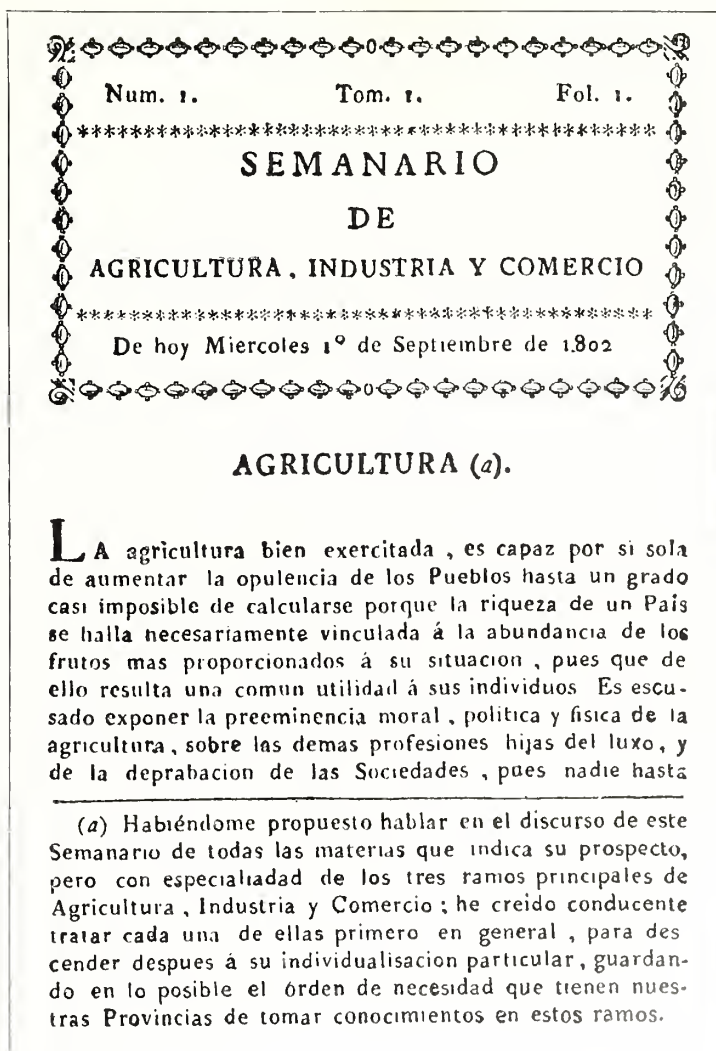 Num. 1. Tom. 1. Fol. 1.
SEMANARIO
DE
AGRICULTURA, INDUSTRIA Y COMERCIO
De hoy Miercoles 1º de Septiembre de 1802
AGRICULTURA (a).
LA agricultura bien exercitada , es capaz por si sola
de aumentar la opulencia de los Pueblos hasta un grado
casi imposible de calcularse porque la riqueza de un País
se halla necesariamente vinculada á la abundancia de los
frutos mas proporcionados á su situacion , pues que de
ello resulta una comun utilidad á sus individuos Es escu-
sado exponer la preeminencia moral , politica y fisica de la
agricultura , sobre las demas profesiones hijas del luxo, y
de la deprabacion de las Sociedades , pues nadie hasta
(a) Habiéndome propuesto hablar en el discurso de este
Semanario de todas las materias que indica su prospecto,
pero con especialiadad de los tres ramos principales de
Agricultura , Industria y Comercio ; he creido conducente
tratar cada una de ellas primero en general , para des
cender despues á su individualisacion particular, guardan-
do en lo posible el órden de necesidad que tienen nues-
tras Provincias de tomar conocimientos en estos ramos.